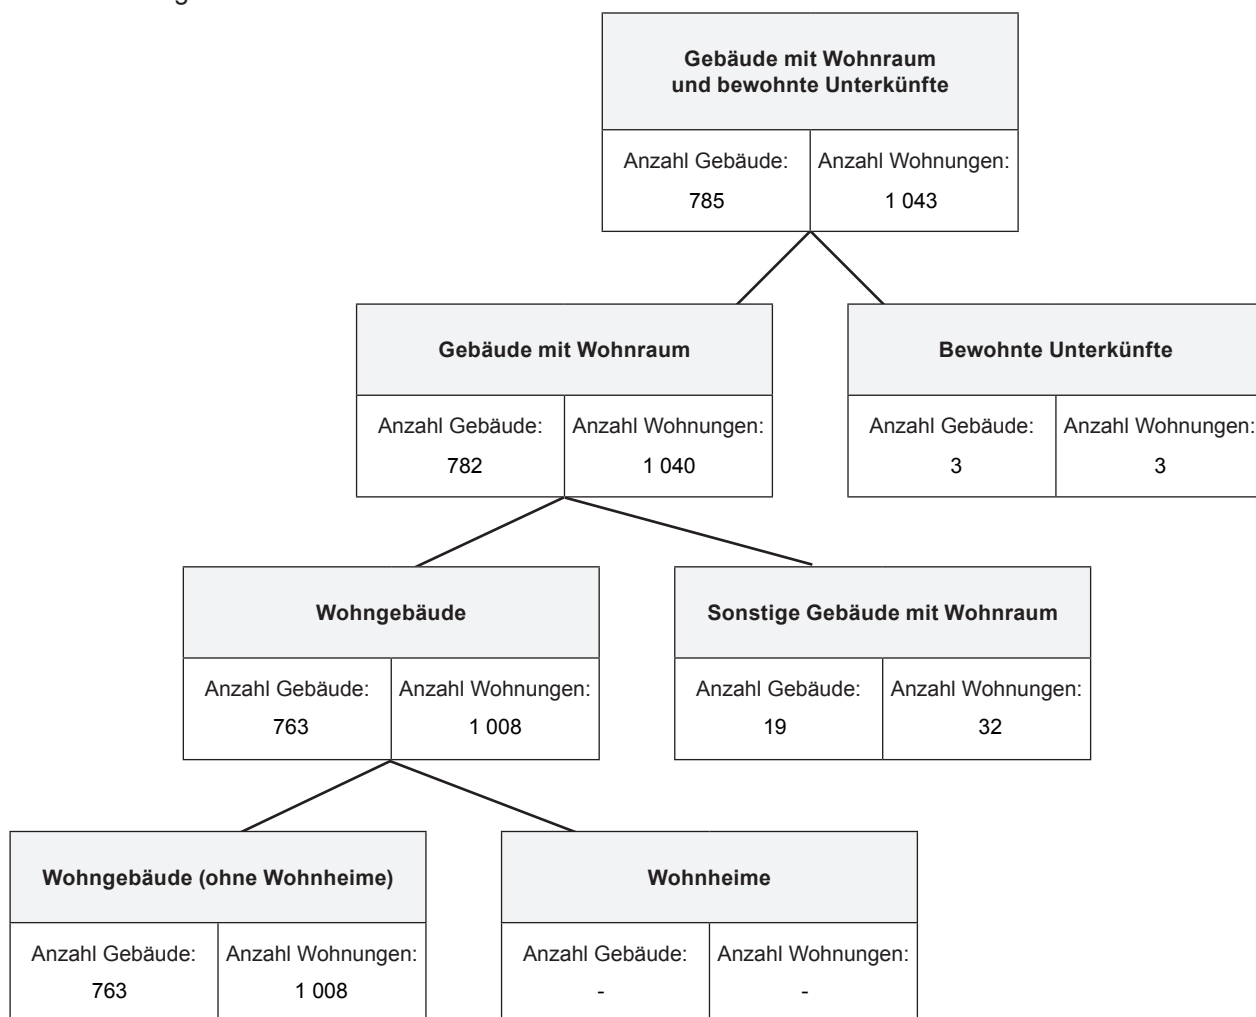 Gebäude mit Wohnraum
und bewohnte Unterkünfte
Anzahl Gebäude: Anzahl Wohnungen:
785 1 043
Gebäude mit Wohnraum
Anzahl Gebäude: Anzahl Wohnungen:
782 1 040
Bewohnte Unterkünfte
Anzahl Gebäude: Anzahl Wohnungen:
3 3
Wohngebäude
Anzahl Gebäude: Anzahl Wohnungen:
763 1 008
Sonstige Gebäude mit Wohnraum
Anzahl Gebäude: Anzahl Wohnungen:
19 32
Wohngebäude (ohne Wohnheime)
Anzahl Gebäude: Anzahl Wohnungen:
763 1 008
Wohnheime
Anzahl Gebäude: Anzahl Wohnungen:
- -